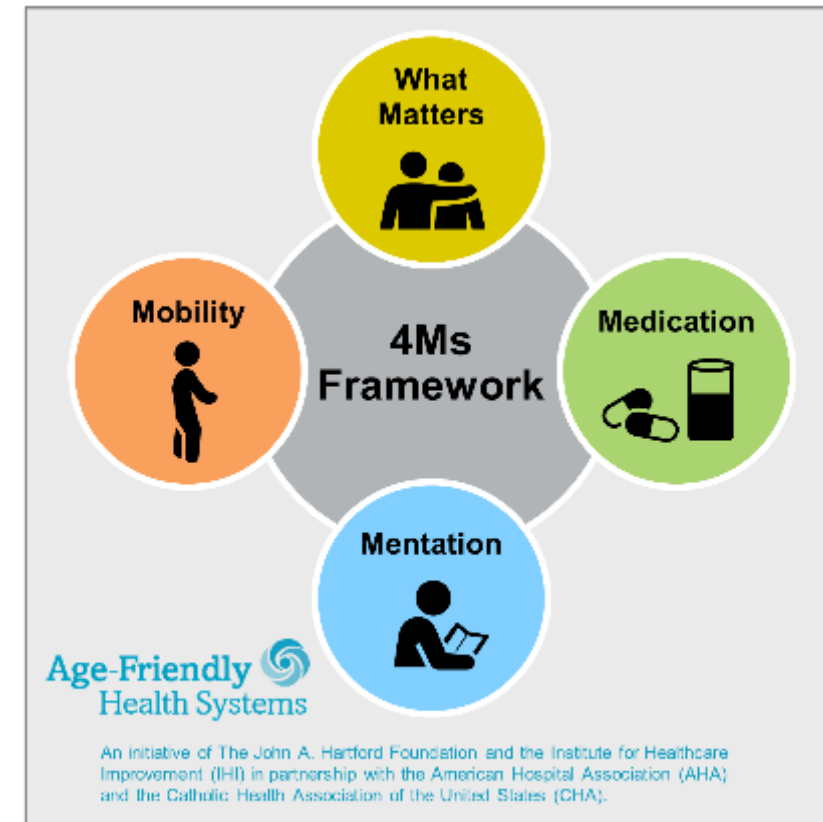 What
Matters
Mobility
4Ms
Framework
Medication
Mentation
Age-Friendly
Health Systems
An initiative of The John A. Hartford Foundation and the Institute for Healthcare
Improvement (IHI) in partnership with the American Hospital Association (AHA)
and the Catholic Health Association of the United States (CHA).